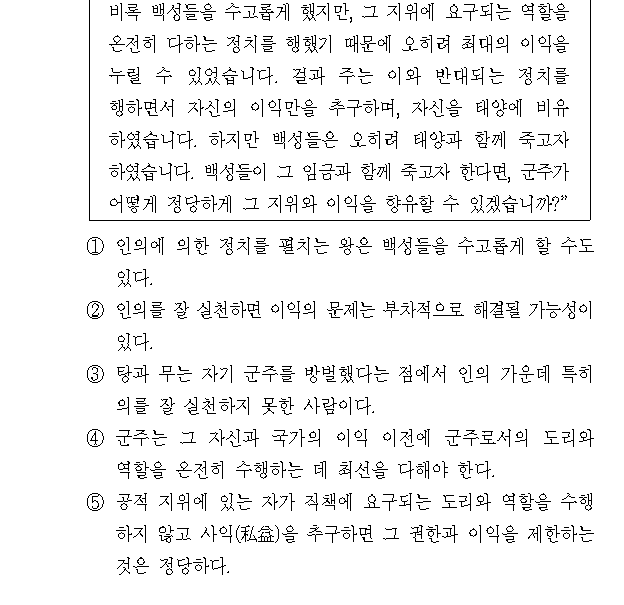 비록 백성들을 수고롭게 했지만, 그 지위에 요구되는 역할을
온전히 다하는 정치를 행했기 때문에 오히려 최대의 이익을
누릴 수 있었습니다. 걸과 주는 이와 반대되는 정치를
행하면서 자신의 이익만을 추구하며, 자신을 태양에 비유
하였습니다. 하지만 백성들은 오히려 태양과 함께 죽고자
하였습니다. 백성들이 그 임금과 함께 죽고자 한다면, 군주가
어떻게 정당하게 그 지위와 이익을 향유할 수 있겠습니까?”
① 인의에 의한 정치를 펼치는 왕은 백성들을 수고롭게 할 수도
있다.
② 인의를 잘 실천하면 이익의 문제는 부차적으로 해결될 가능성이
있다.
③ 탕과 무는 자기 군주를 방벌했다는 점에서 인의 가운데 특히
의를 잘 실천하지 못한 사람이다.
④ 군주는 그 자신과 국가의 이익 이전에 군주로서의 도리와
역할을 온전히 수행하는 데 최선을 다해야 한다.
⑤ 공적 지위에 있는 자가 직책에 요구되는 도리와 역할을 수행
하지 않고 사익(私益)을 추구하면 그 권한과 이익을 제한하는
것은 정당하다.